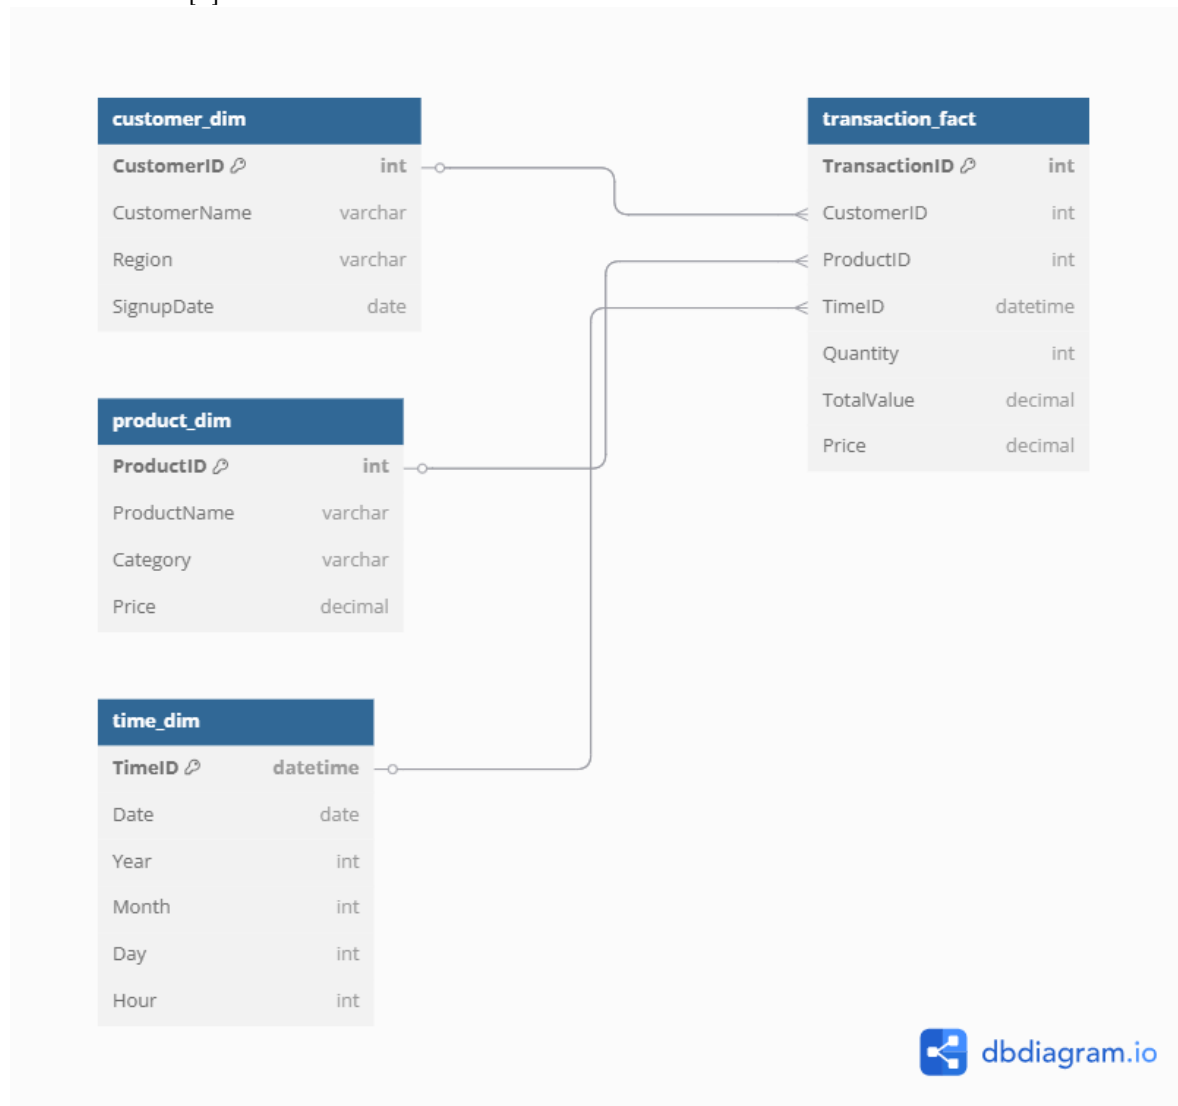 customer_dim
CustomerID int
CustomerName varchar
Region varchar
SignupDate date
product_dim
ProductID int
ProductName varchar
Category varchar
Price decimal
time_dim
TimeID datetime
Date date
Year int
Month int
Day int
Hour int
transaction_fact
TransactionID int
CustomerID int
ProductID int
TimeID datetime
Quantity int
TotalValue decimal
Price decimal
dbdiagram.io